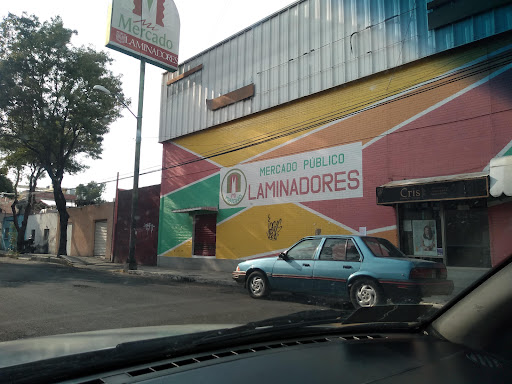 Mercado
LAMINADORES
MERCADO PÚBLICO
LAMINADORES
Cris